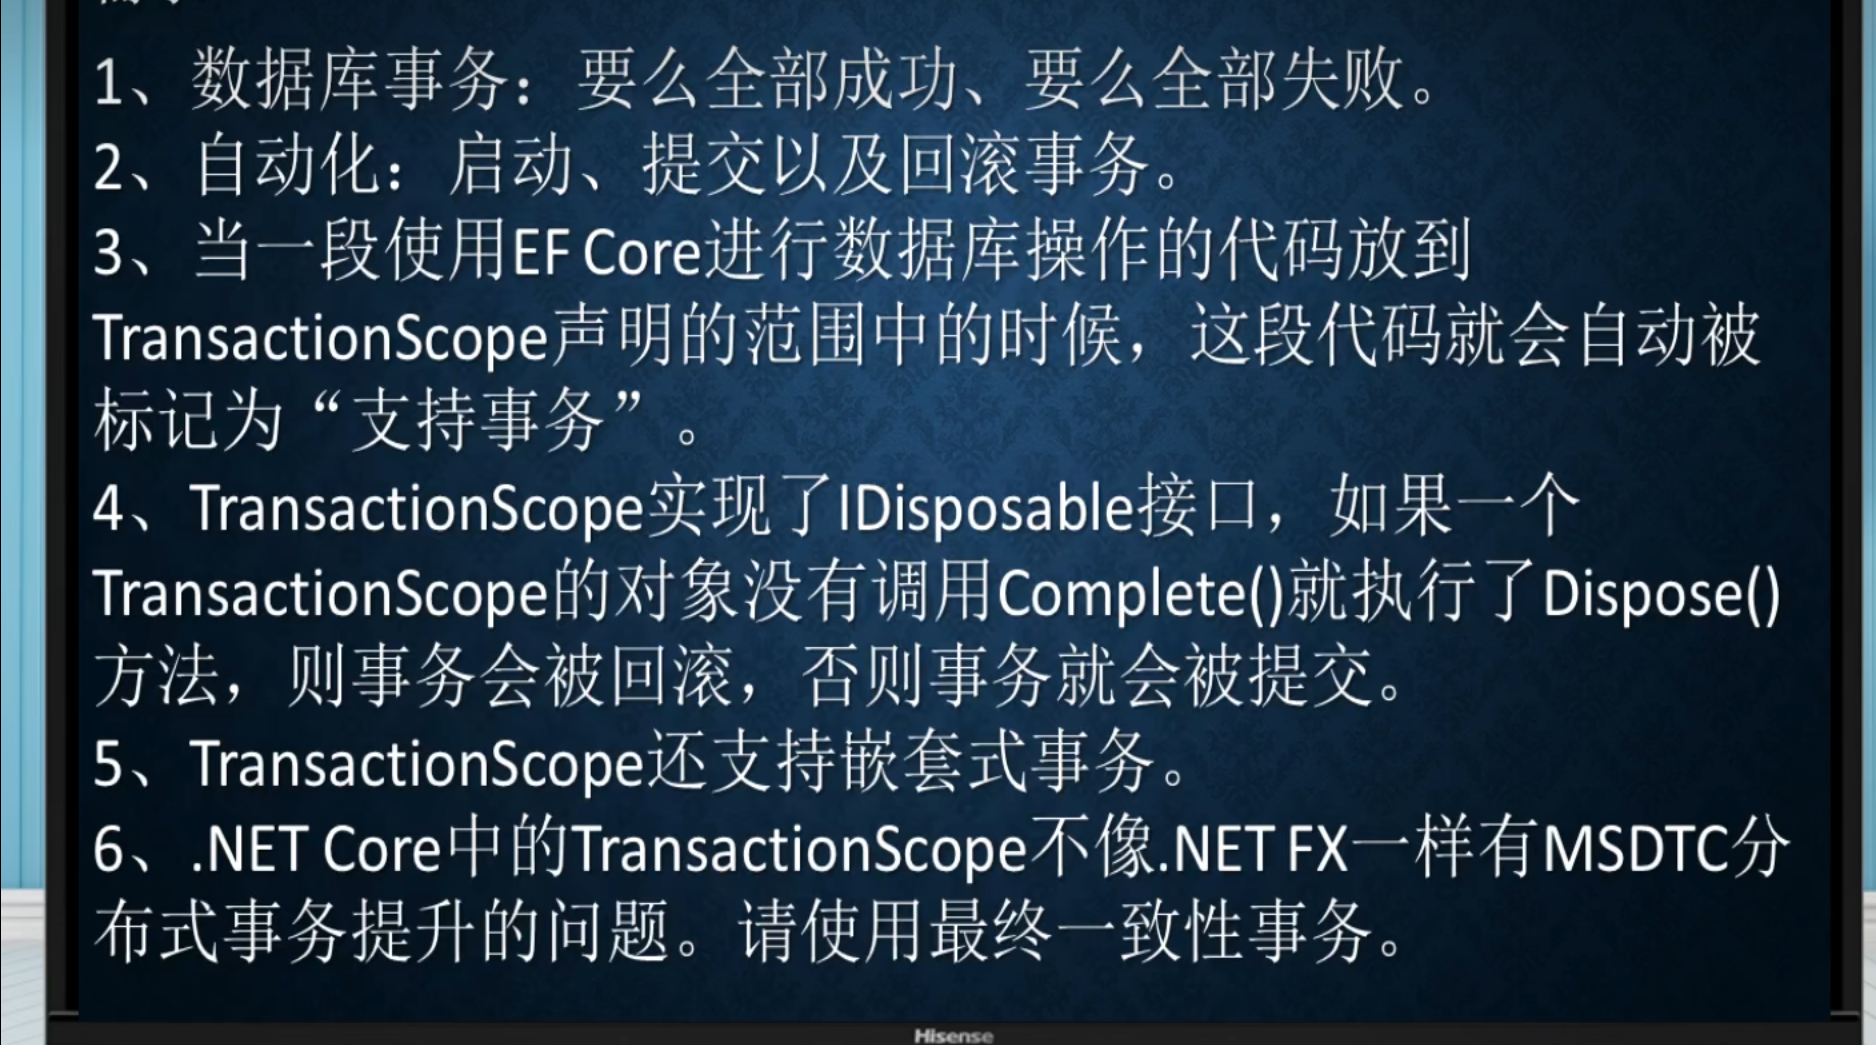 1、数据库事务：要么全部成功、要么全部失败。
2、自动化：启动、提交以及回滚事务。
3、当一段使用EF Core进行数据库操作的代码放到
TransactionScope声明的范围中的时候，这段代码就会自动被
标记为“支持事务”。
4、TransactionScope实现了IDisposable接口，如果一个
TransactionScope的对象没有调用Complete()就执行了Dispose()
方法，则事务会被回滚，否则事务就会被提交。
5、TransactionScope还支持嵌套式事务。
6、.NET Core中的TransactionScope不像.NET FX一样有MSDTC分
布式事务提升的问题。请使用最终一致性事务。
Hisense